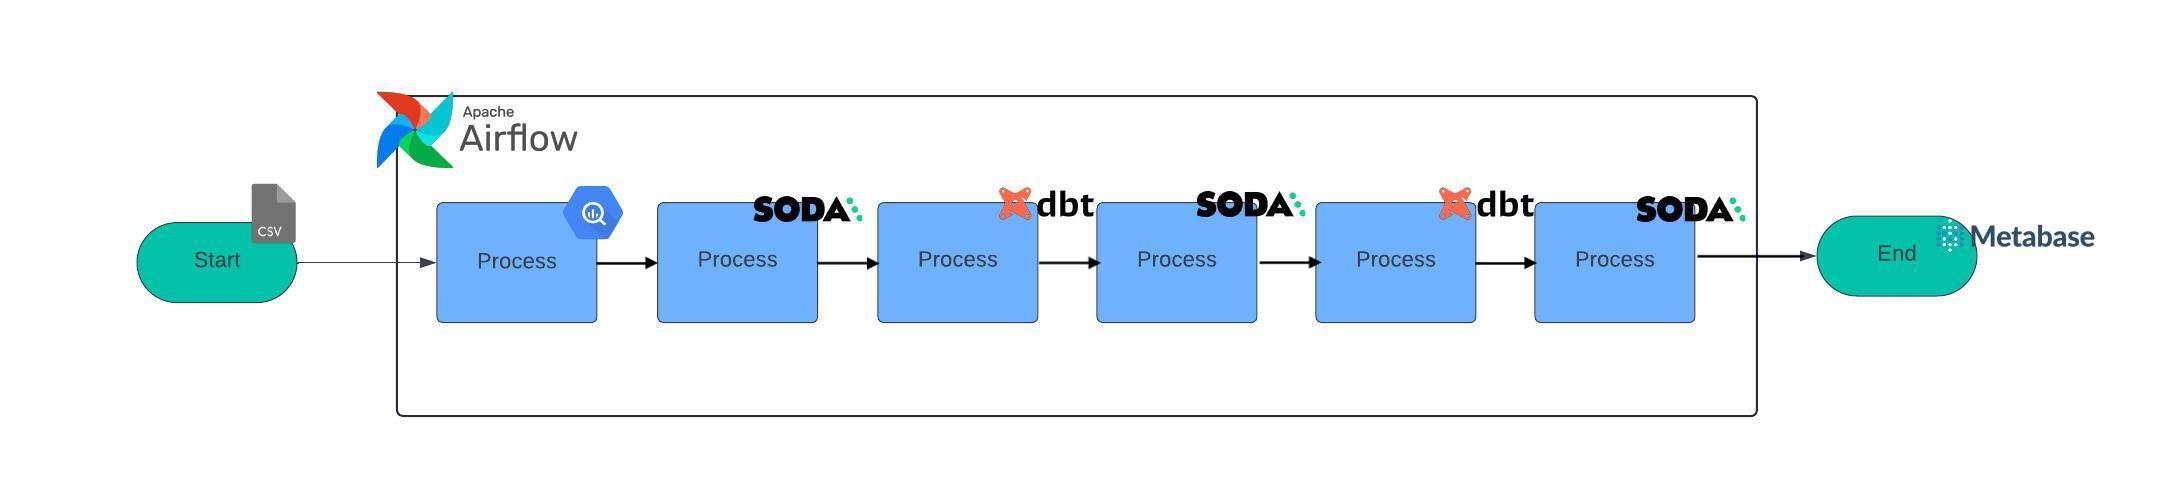 Apache
Airflow
CSV
Start
Process
Process
SODA
Process
dbt
Process
SODA
Process
dbt
Process
SODA
End
Metabase